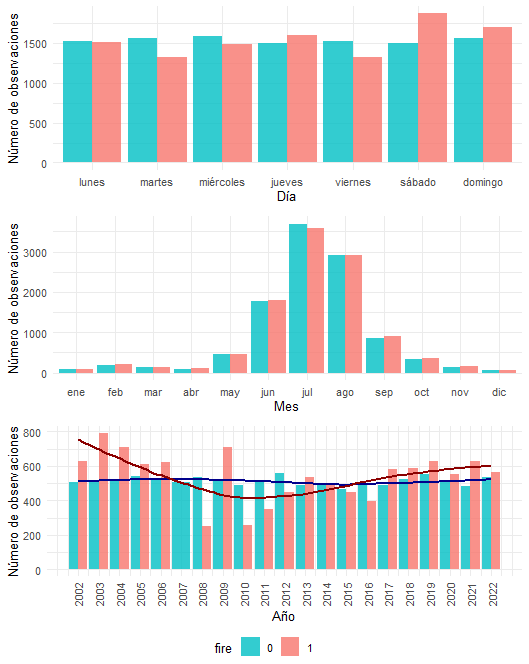 Número de observaciones
1500
1000
500
0
lunes martes miércoles jueves viernes sábado domingo
Día
Número de observaciones
3000
2000
1000
0
ene feb mar abr may jun jul ago sep oct nov dic
Mes
Número de observaciones
800
600
400
200
0
2002 2003 2004 2005 2006 2007 2008 2009 2010 2011 2012 2013 2014 2015 2016 2017 2018 2019 2020 2021 2022
Año
fire 0 1